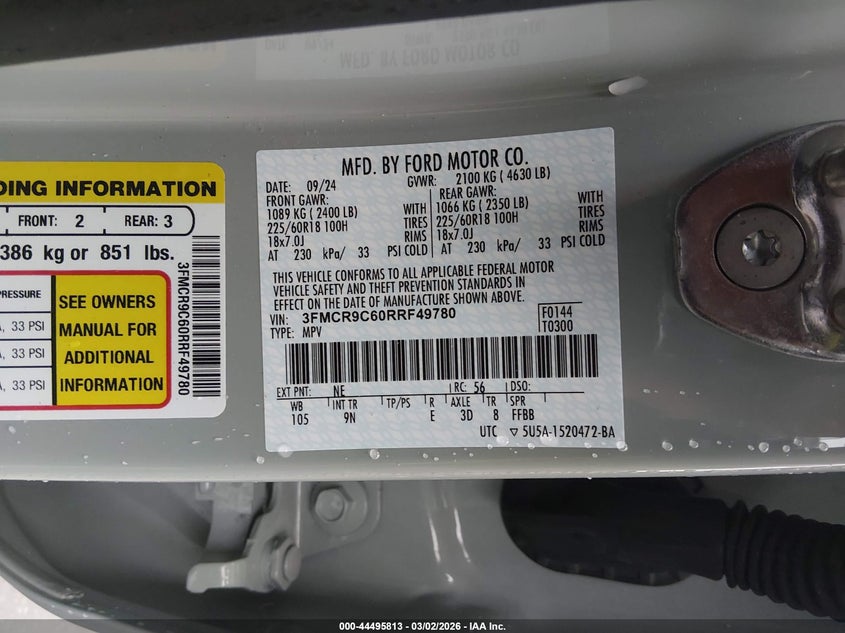 MFD. BY FORD MOTOR CO.
DING INFORMATION
FRONT: 2 REAR: 3
386 kg or 851 lbs.
PRESSURE
, 33 PSI
, 33 PSI
, 33 PSI
SEE OWNERS
MANUAL FOR
ADDITIONAL
INFORMATION
3FMCR9C60RRF49780
MFD. BY FORD MOTOR CO.
DATE: 09/24 GVWR: 2100 KG ( 4630 LB)
FRONT GAWR: REAR GAWR:
1089 KG ( 2400 LB) WITH 1066 KG ( 2350 LB) WITH
225/60R18 100H TIRES 225/60R18 100H TIRES
18x7.0J RIMS 18x7.0J RIMS
AT 230 kPa/ 33 PSI COLD AT 230 kPa/ 33 PSI COLD
THIS VEHICLE CONFORMS TO ALL APPLICABLE FEDERAL MOTOR
VEHICLE SAFETY AND THEFT PREVENTION STANDARDS IN
EFFECT ON THE DATE OF MANUFACTURE SHOWN ABOVE.
VIN: 3FMCR9C60RRF49780 F0144
TYPE: MPV T0300
EXT PNT: NE RC: 56 DSO:
WB INT TR TP/PS R AXLE TR SPR
105 9N E 3D 8 FFBB
UTC ▽ 5U5A-1520472-BA
000-44495813 - 03/02/2026 - IAA Inc.